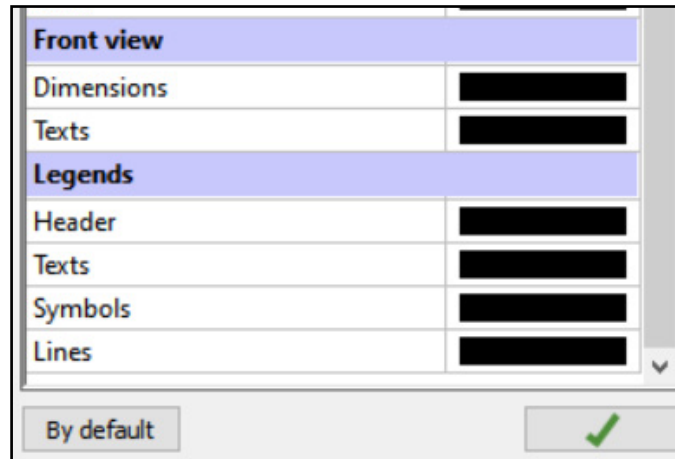 Front view
Dimensions
Texts
Legends
Header
Texts
Symbols
Lines
By default